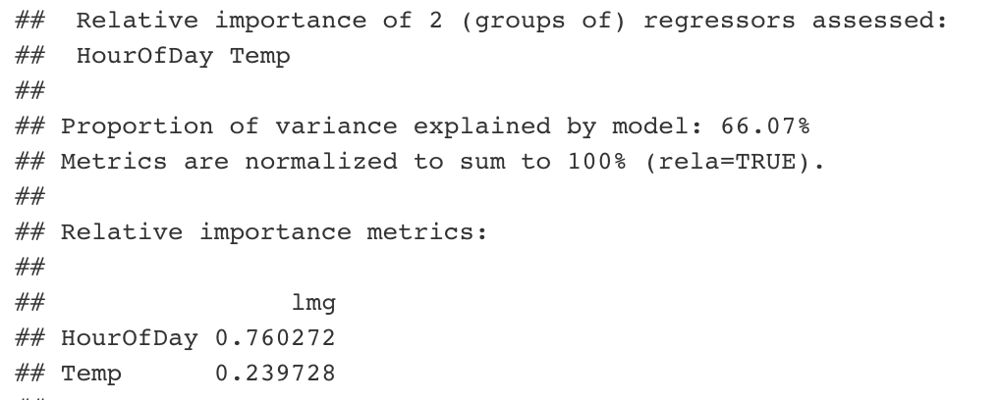 ##  Relative importance of 2 (groups of) regressors assessed:
##  HourOfDay Temp
##
## Proportion of variance explained by model: 66.07%
## Metrics are normalized to sum to 100% (rela=TRUE).
##
## Relative importance metrics:
##
##                lmg
## HourOfDay 0.760272
## Temp      0.239728